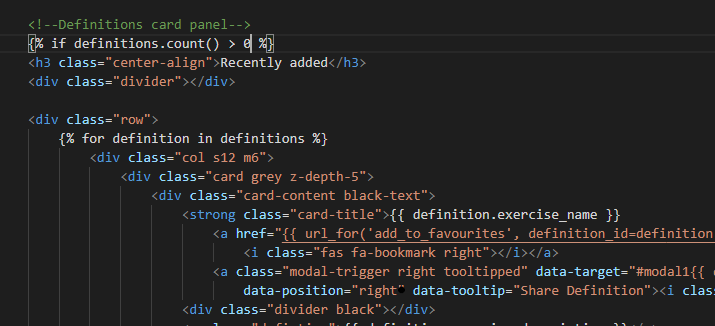 <!--Definitions card panel-->
{% if definitions.count() > 0 %}
<h3 class="center-align">Recently added</h3>
<div class="divider"></div>
<div class="row">
{% for definition in definitions %}
<div class="col s12 m6">
<div class="card grey z-depth-5">
<div class="card-content black-text">
<strong class="card-title">{{ definition.exercise_name }}
<a href="{{ url_for('add_to_favourites', definition_id=definition
<i class="fas fa-bookmark right"></i></a>
<a class="modal-trigger right tooltipped" data-target="#modal1{{
data-position="right" data-tooltip="Share Definition"><i clas
<div class="divider black"></div>